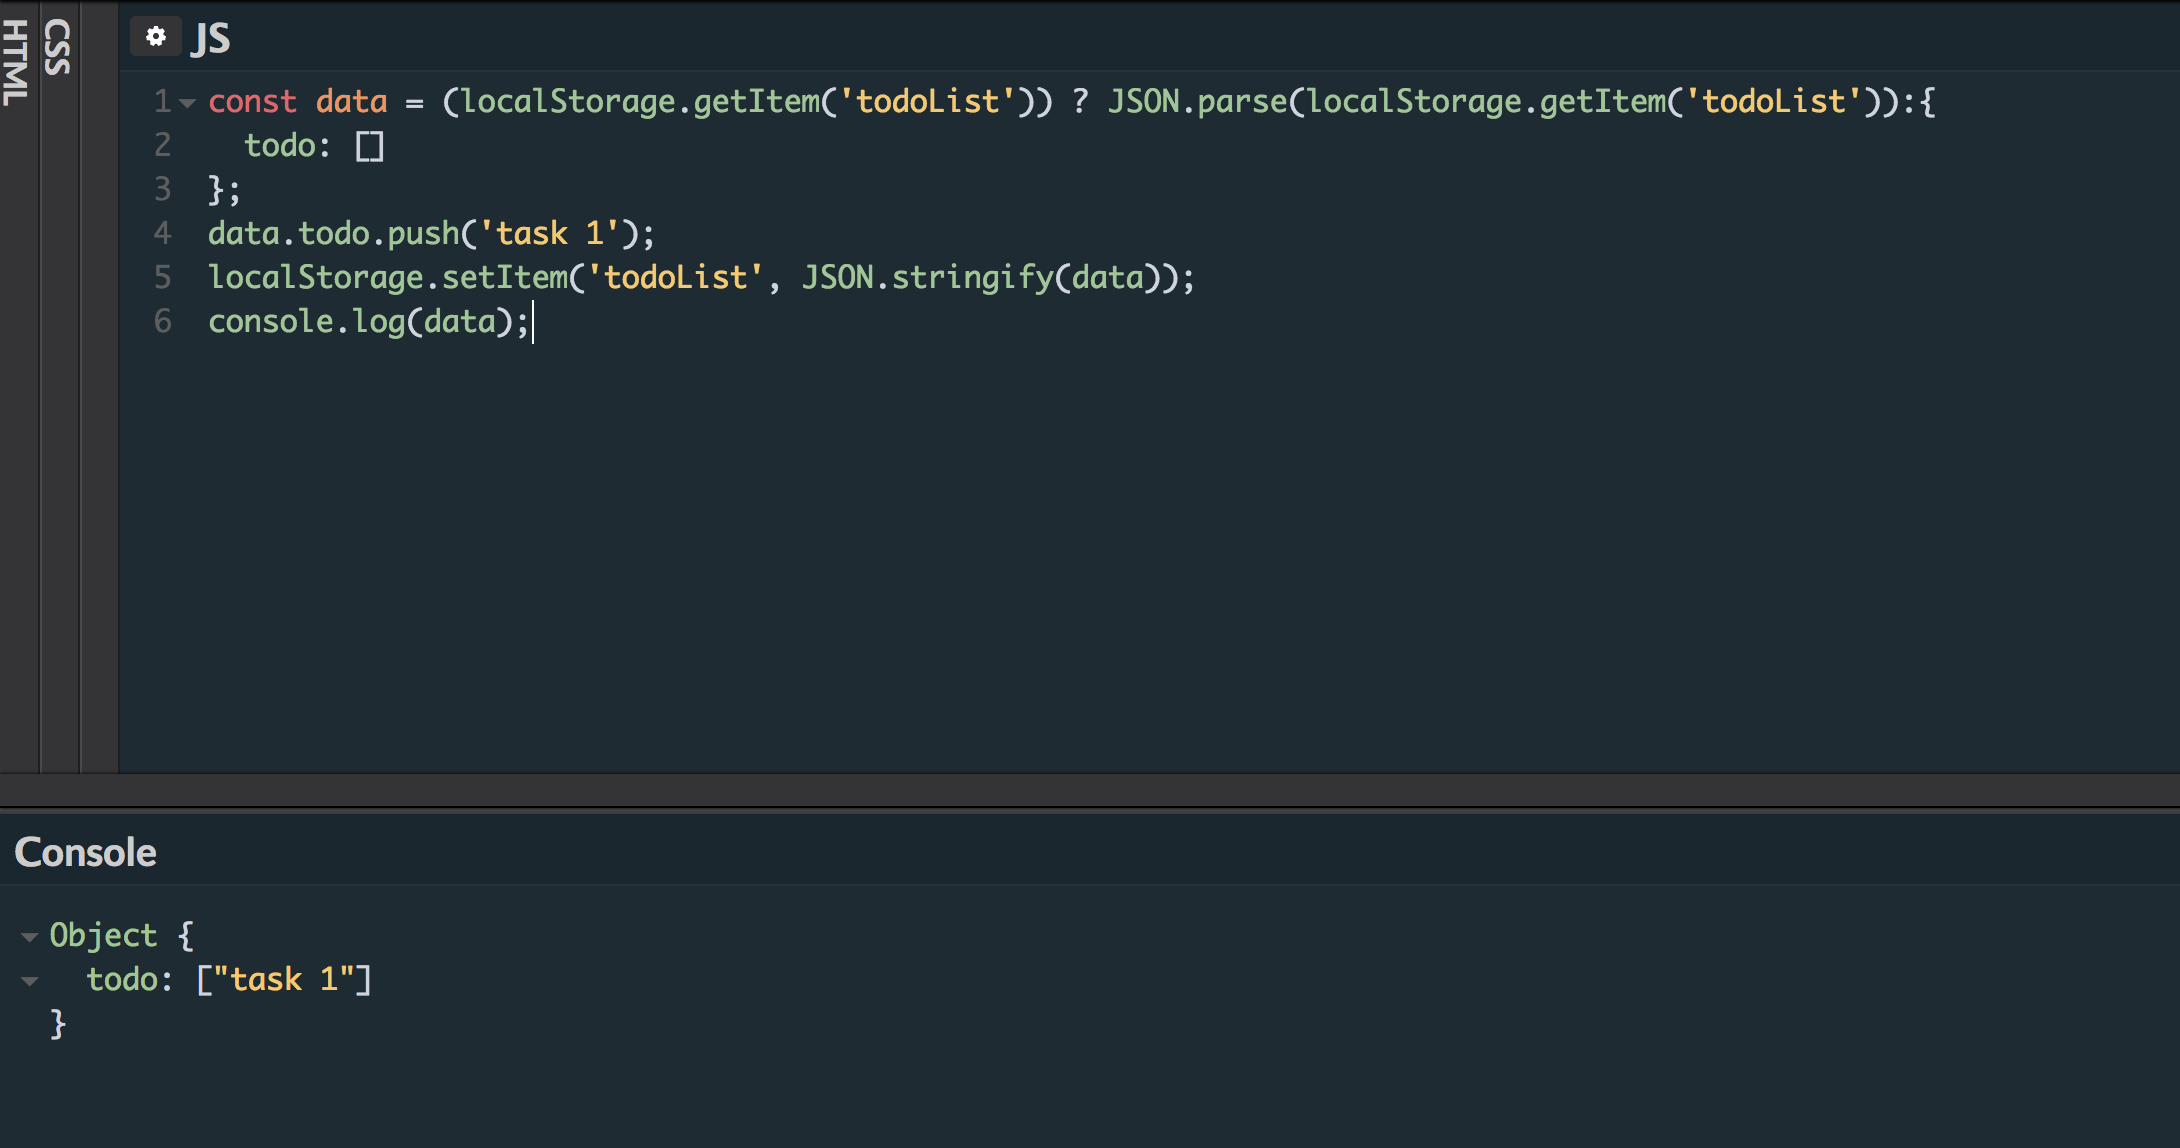 HTML
CSS
JS
1 const data = (localStorage.getItem('todoList')) ? JSON.parse(localStorage.getItem('todoList')):{
2   todo: []
3 };
4 data.todo.push('task 1');
5 localStorage.setItem('todoList', JSON.stringify(data));
6 console.log(data);
Console
Object {
  todo: ["task 1"]
}